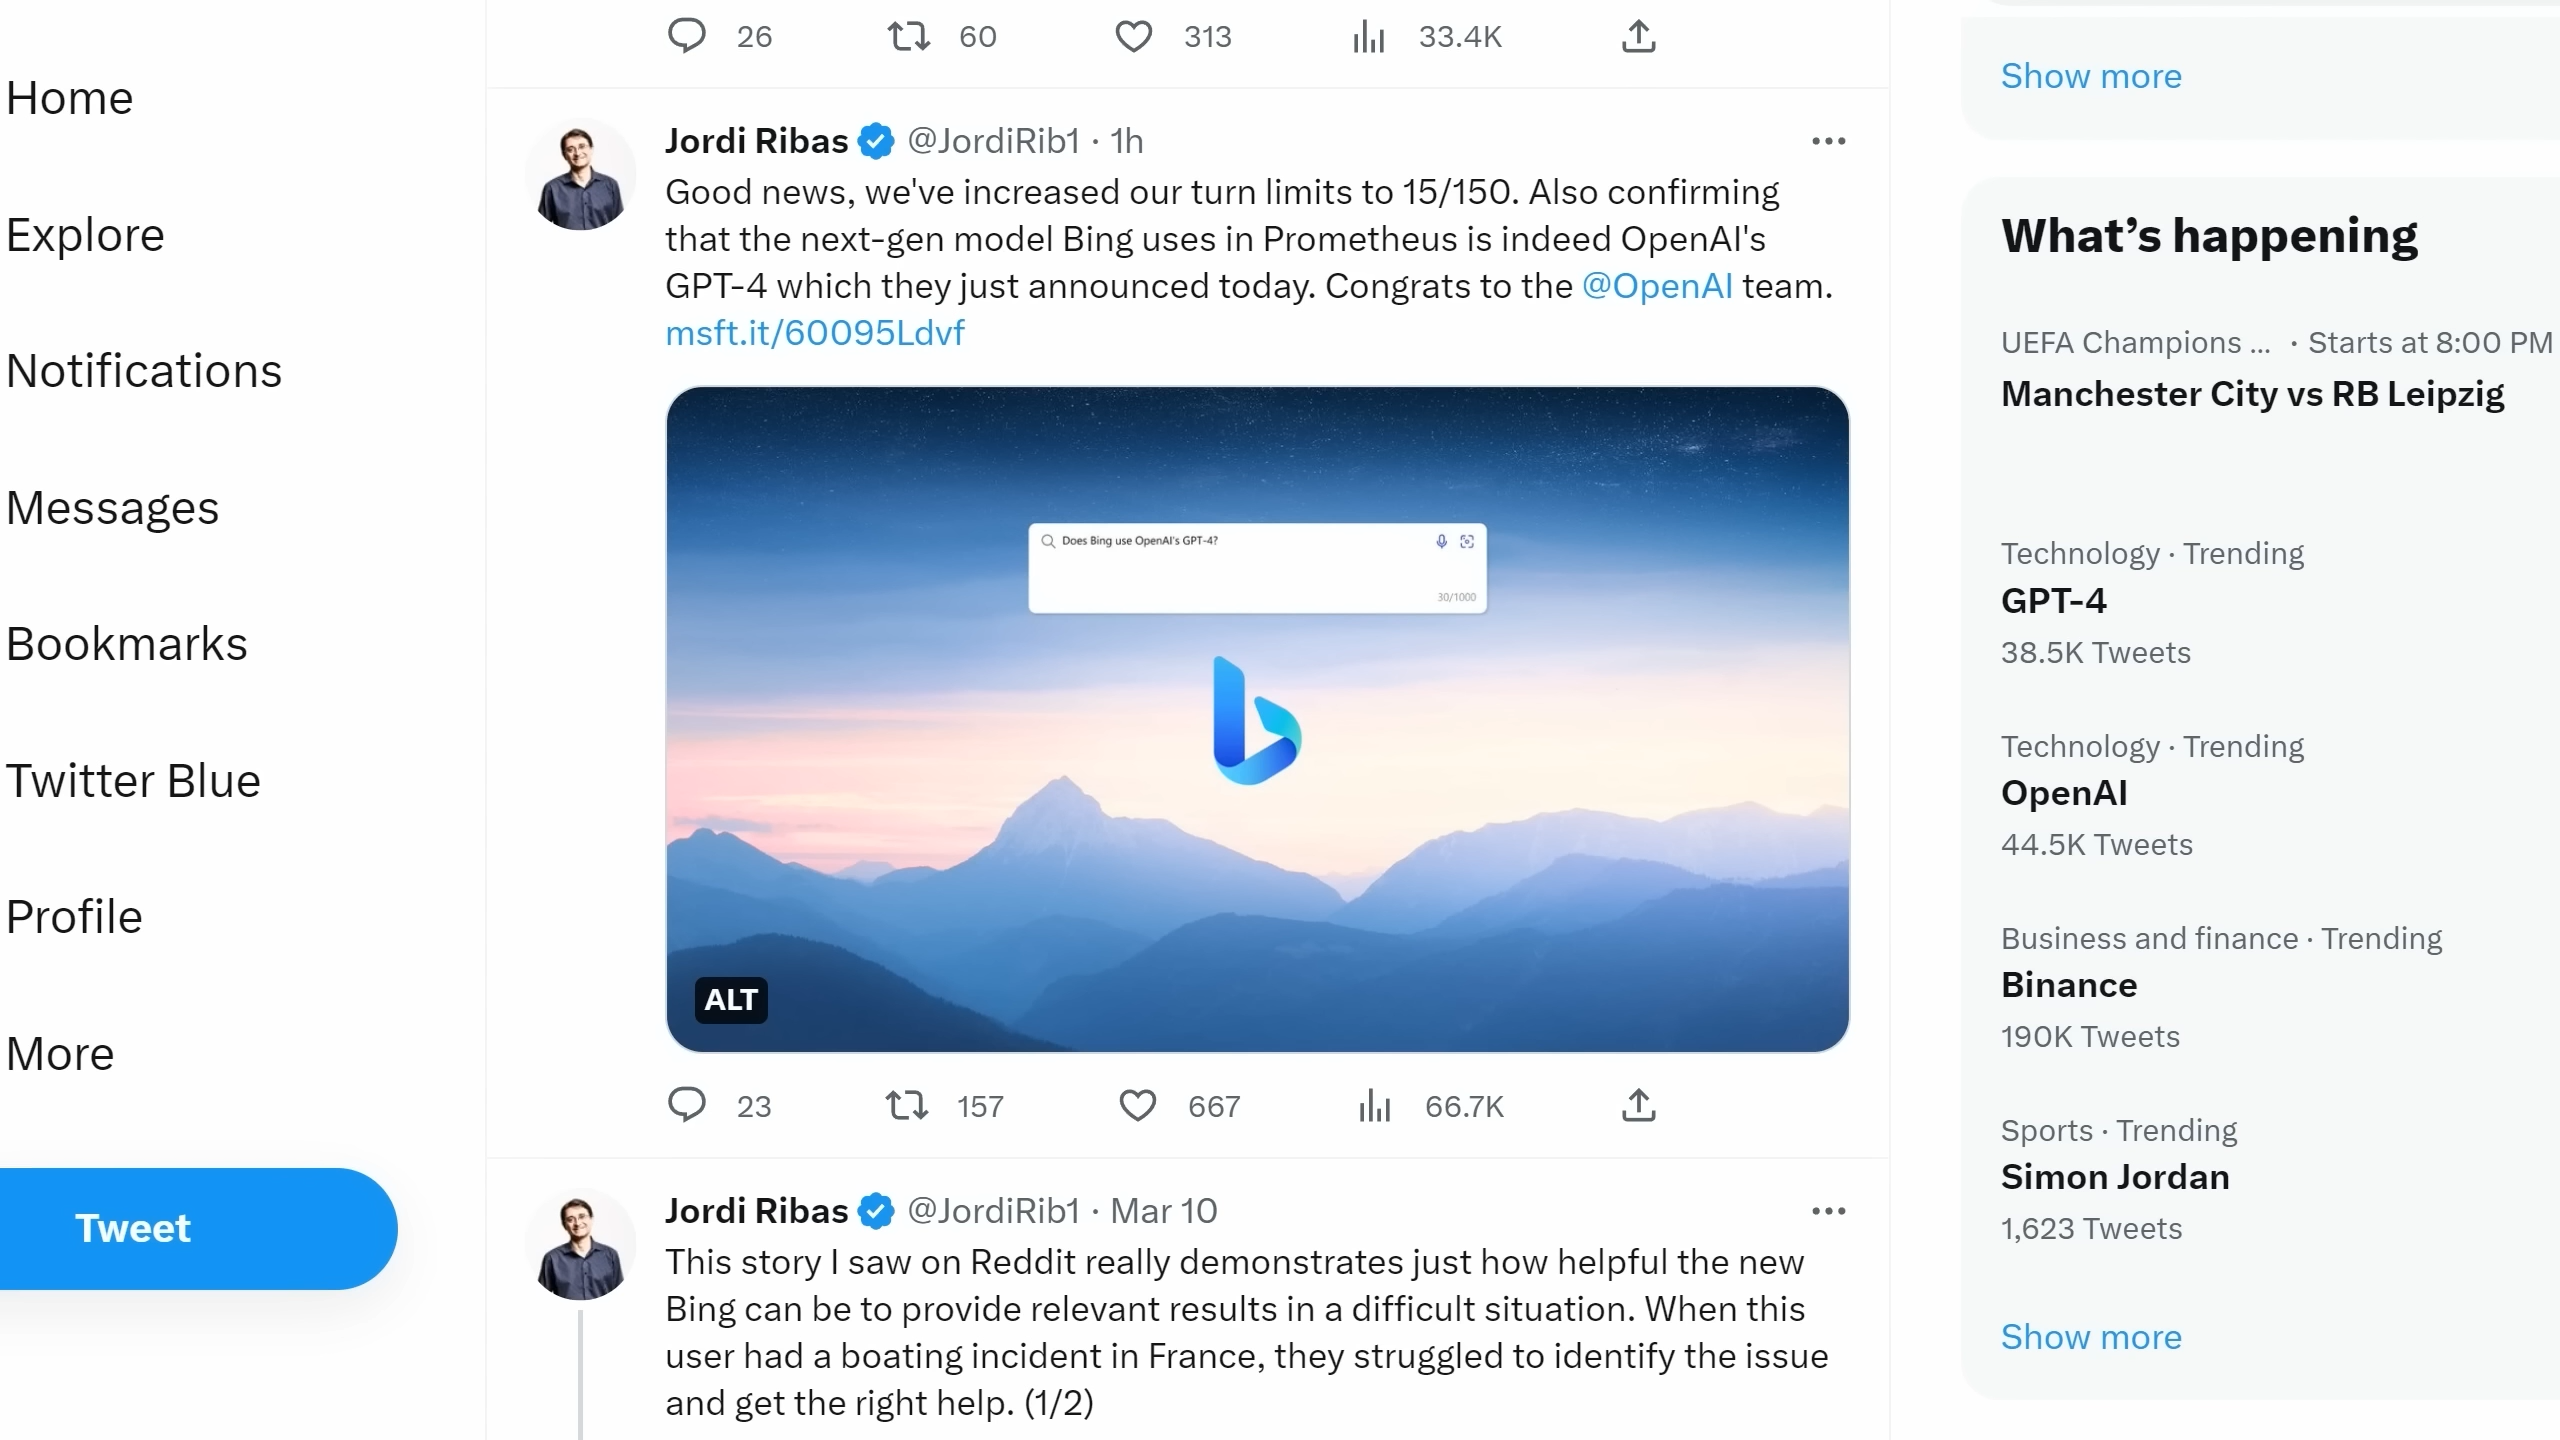 26 60 313 33.4K
Home
Explore
Notifications
Messages
Bookmarks
Twitter Blue
Profile
More
Tweet
Jordi Ribas @JordiRib1 · 1h
Good news, we've increased our turn limits to 15/150. Also confirming
that the next-gen model Bing uses in Prometheus is indeed OpenAI's
GPT-4 which they just announced today. Congrats to the @OpenAI team.
msft.it/60095Ldvf
Does Bing use OpenAI's GPT-4?
30/1000
ALT
23 157 667 66.7K
Jordi Ribas @JordiRib1 · Mar 10
This story I saw on Reddit really demonstrates just how helpful the new
Bing can be to provide relevant results in a difficult situation. When this
user had a boating incident in France, they struggled to identify the issue
and get the right help. (1/2)
Show more
What’s happening
UEFA Champions ... · Starts at 8:00 PM
Manchester City vs RB Leipzig
Technology · Trending
GPT-4
38.5K Tweets
Technology · Trending
OpenAI
44.5K Tweets
Business and finance · Trending
Binance
190K Tweets
Sports · Trending
Simon Jordan
1,623 Tweets
Show more